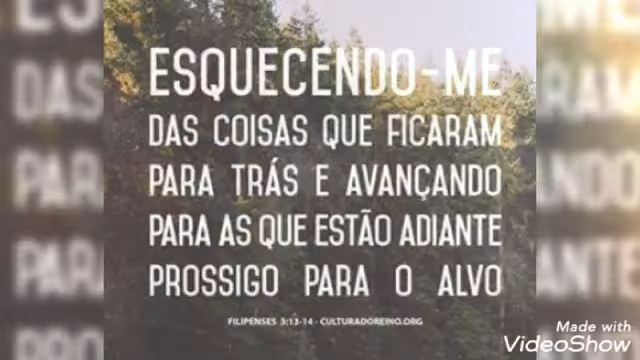 ESQUECENDO-ME
DAS COISAS QUE FICARAM
PARA TRÁS E AVANÇANDO
PARA AS QUE ESTÃO ADIANTE
PROSSIGO PARA O ALVO
FILIPENSES 3:13-14 - CULTURADOREINO.ORG
Made with
VideoShow